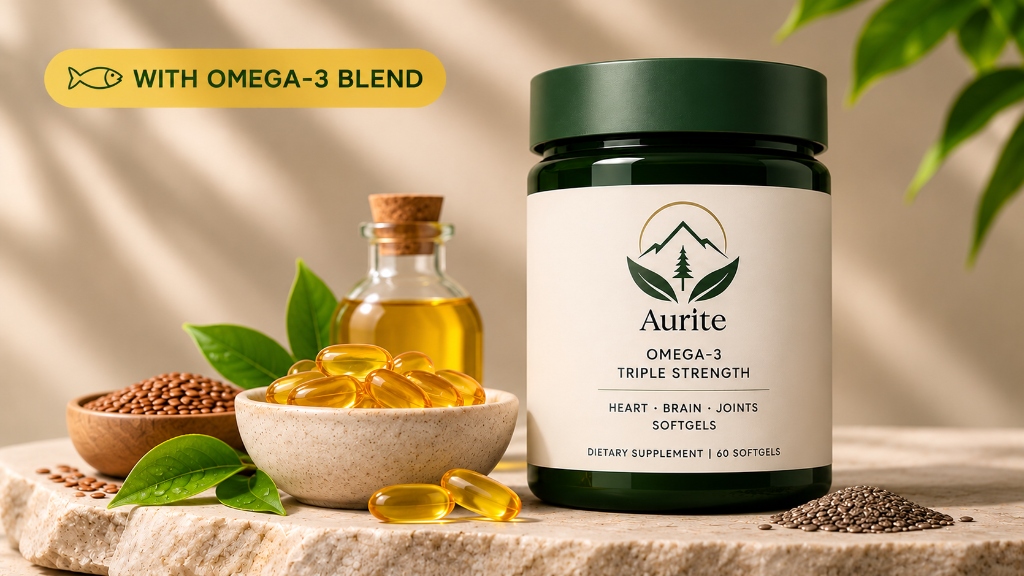 WITH OMEGA-3 BLEND
Aurite
OMEGA-3
TRIPLE STRENGTH
HEART · BRAIN · JOINTS
SOFTGELS
DIETARY SUPPLEMENT | 60 SOFTGELS